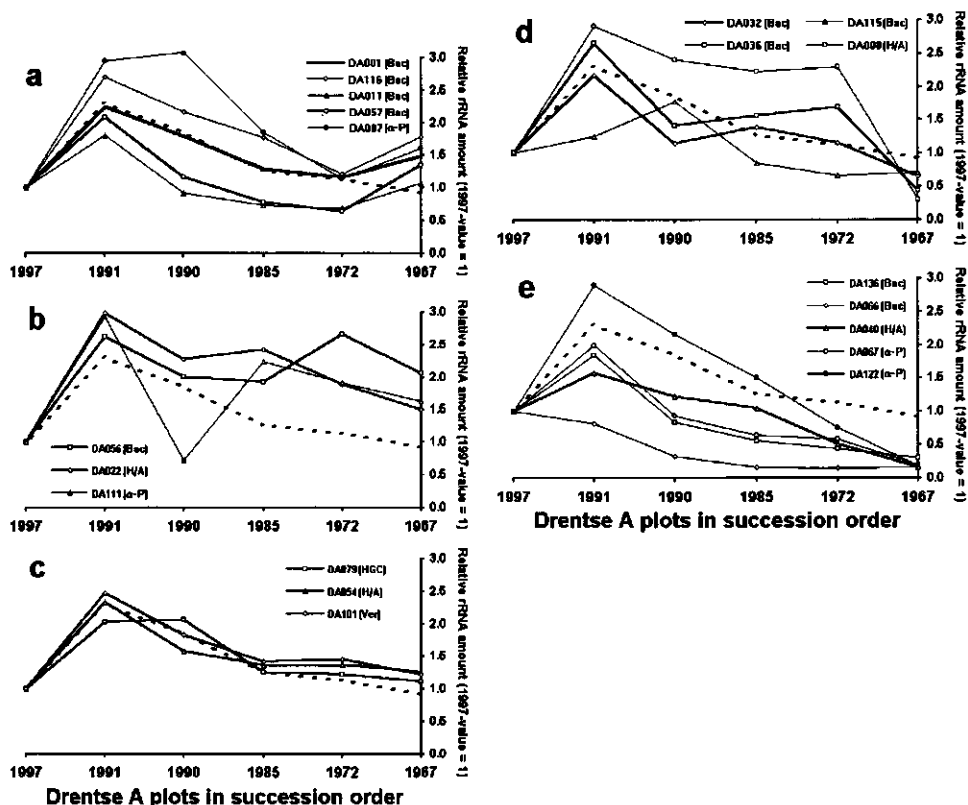 a
DA001 (Bac)
DA116 (Bac)
DA011 (Bac)
DA057 (Bac)
DA087 (α-P)
3.0
2.5
2.0
1.5
1.0
0.5
0.0
Relative rRNA amount (1997-value = 1)
1997 1991 1990 1985 1972 1967
b
DA056 (Bac)
DA022 (H/A)
DA111 (α-P)
3.0
2.5
2.0
1.5
1.0
0.5
0.0
Relative rRNA amount (1997-value = 1)
1997 1991 1990 1985 1972 1967
c
DA079 (HGC)
DA054 (H/A)
DA101 (Ver)
3.0
2.5
2.0
1.5
1.0
0.5
0.0
Relative rRNA amount (1997-value = 1)
1997 1991 1990 1985 1972 1967
Drentse A plots in succession order
d
DA032 (Bac) DA115 (Bac)
DA036 (Bac) DA008 (H/A)
3.0
2.5
2.0
1.5
1.0
0.5
0.0
Relative rRNA amount (1997-value = 1)
1997 1991 1990 1985 1972 1967
e
DA136 (Bac)
DA066 (Bac)
DA040 (H/A)
DA067 (α-P)
DA122 (α-P)
3.0
2.5
2.0
1.5
1.0
0.5
0.0
Relative rRNA amount (1997-value = 1)
1997 1991 1990 1985 1972 1967
Drentse A plots in succession order